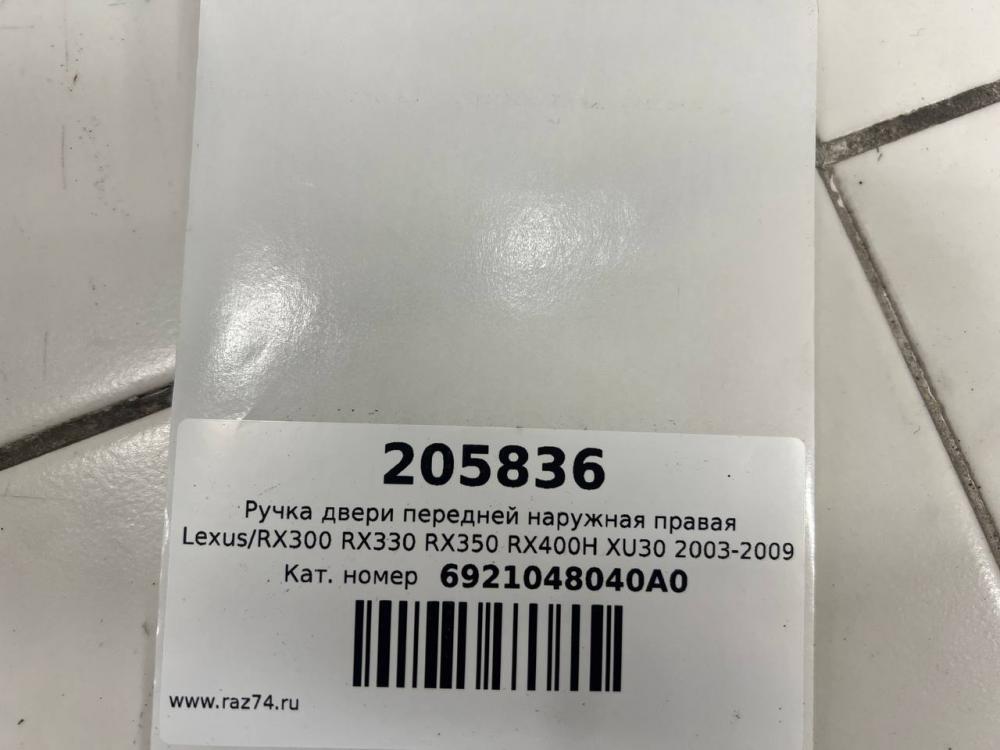 205836
Ручка двери передней наружная правая
Lexus/RX300 RX330 RX350 RX400H XU30 2003-2009
Кат. номер 6921048040A0
www.raz74.ru